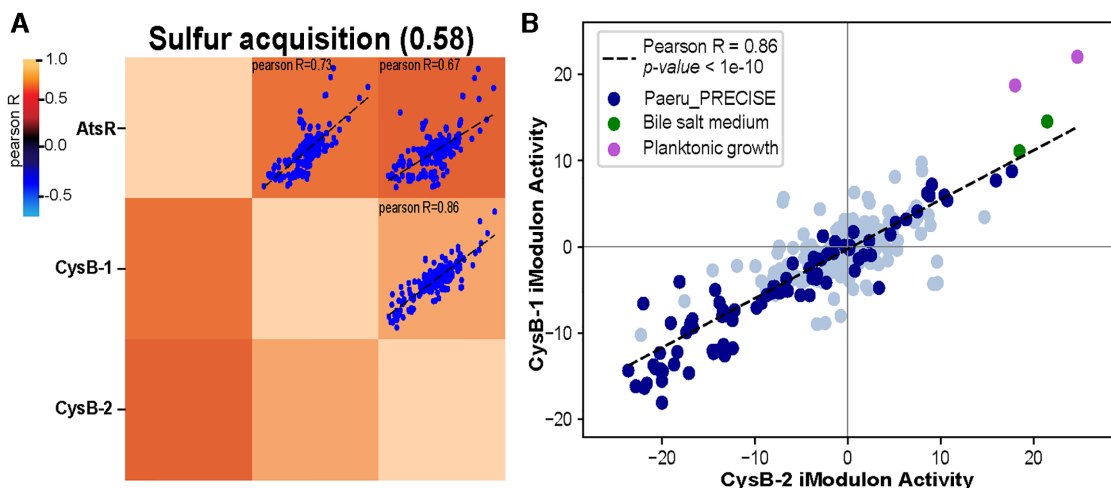 A
Sulfur acquisition (0.58)
1.0
0.5
0.0
-0.5
pearson R
AtsR
CysB-1
CysB-2
pearson R=0.73
pearson R=0.67
pearson R=0.86
B
Pearson R = 0.86
p-value < 1e-10
Paeru_PRECISE
Bile salt medium
Planktonic growth
CysB-1 iModulon Activity
20
10
0
−10
−20
−20
−10
0
10
20
CysB-2 iModulon Activity